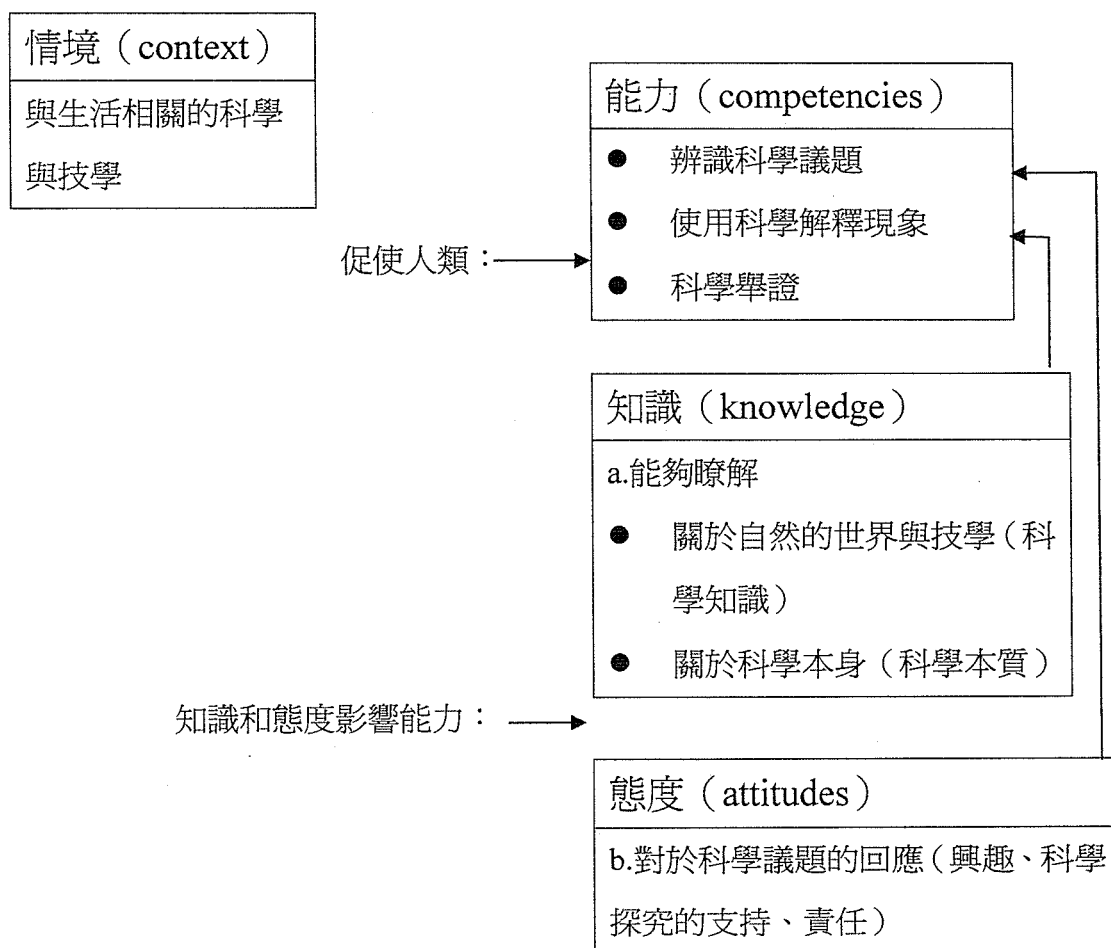 情境（context）
與生活相關的科學
與技學
能力（competencies）
● 辨識科學議題
● 使用科學解釋現象
● 科學舉證
促使人類：
知識（knowledge）
a.能夠瞭解
● 關於自然的世界與技學（科
學知識）
● 關於科學本身（科學本質）
知識和態度影響能力：
態度（attitudes）
b.對於科學議題的回應（興趣、科學
探究的支持、責任）